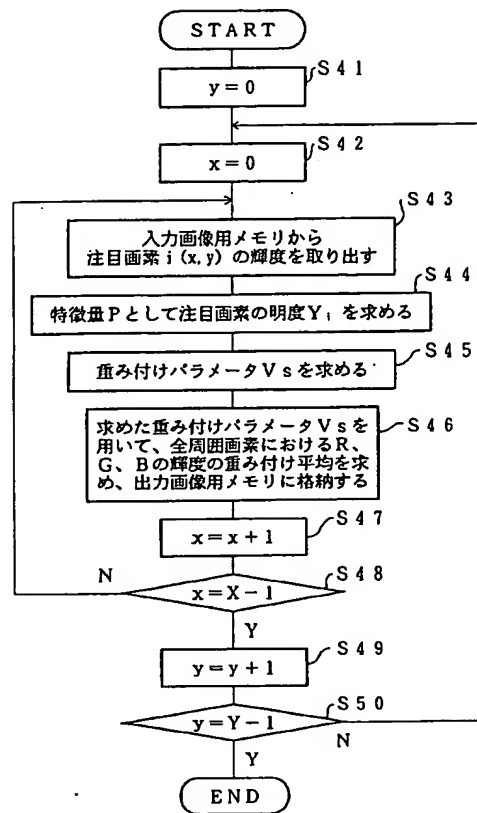 START
S41
y=0
S42
x=0
S43
入力画像用メモリから
注目画素i(x,y)の輝度を取り出す
S44
特徴量Pとして注目画素の明度Yiを求める
S45
重み付けパラメータVsを求める
S46
求めた重み付けパラメータVsを
用いて、全周囲画素におけるR、
G、Bの輝度の重み付け平均を求
め、出力画像用メモリに格納する
S47
x=x+1
S48
N
x=X-1
Y
S49
y=y+1
S50
y=Y-1
N
Y
END